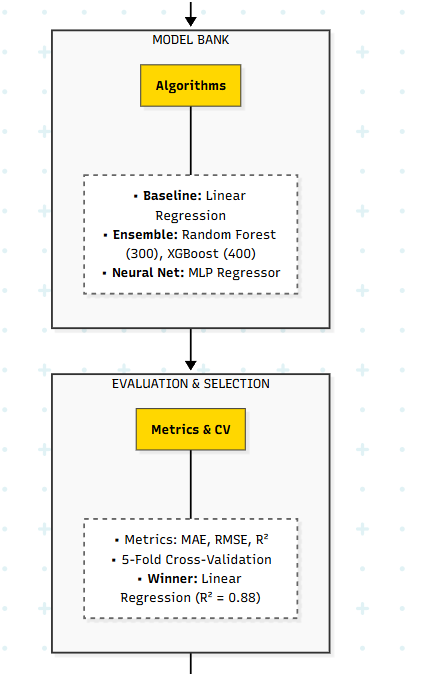 MODEL BANK
Algorithms
▪ Baseline: Linear
Regression
▪ Ensemble: Random Forest
(300), XGBoost (400)
▪ Neural Net: MLP Regressor
EVALUATION & SELECTION
Metrics & CV
▪ Metrics: MAE, RMSE, R²
▪ 5-Fold Cross-Validation
▪ Winner: Linear
Regression (R² = 0.88)